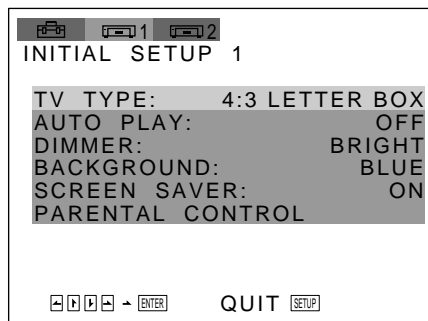 1 2
INITIAL SETUP 1
TV TYPE: 4:3 LETTER BOX
AUTO PLAY: OFF
DIMMER: BRIGHT
BACKGROUND: BLUE
SCREEN SAVER: ON
PARENTAL CONTROL
ENTER QUIT SETUP